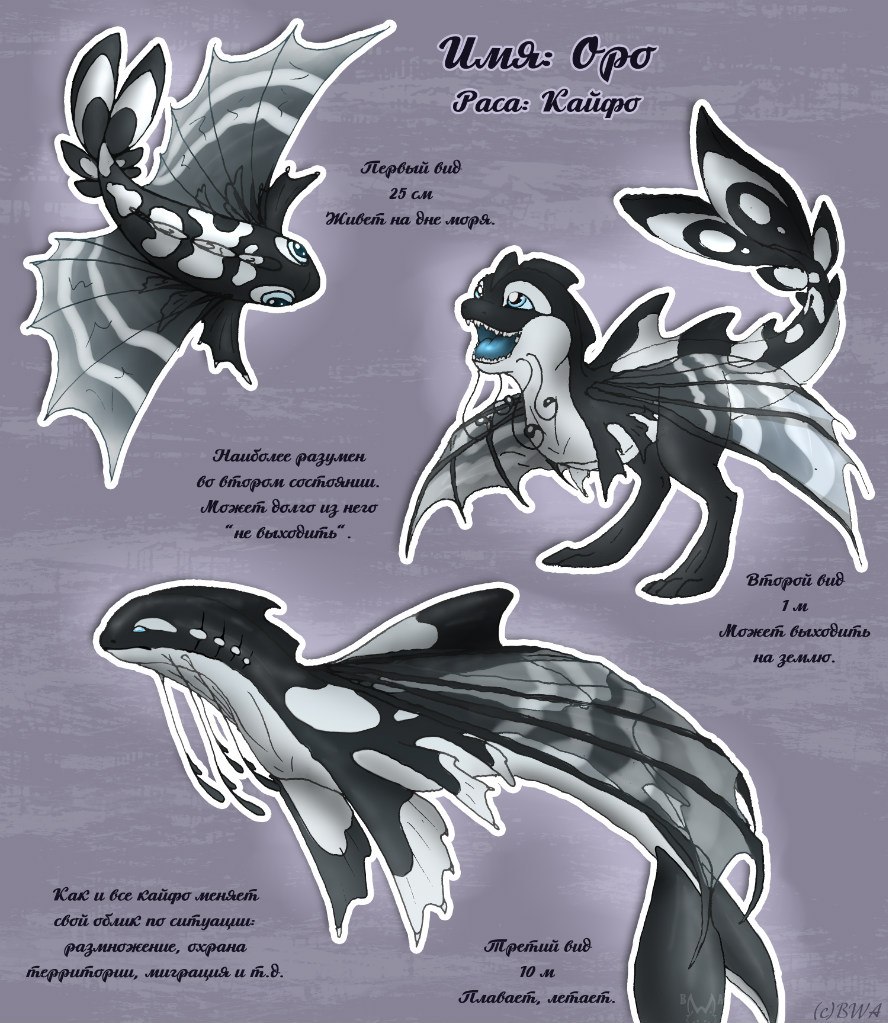 Имя: Оро
Раса: Кайфо
Первый вид
25 см
Живет на дне моря.
Наиболее разумен
во втором состоянии.
Может долго из него
"не выходить".
Второй вид
1 м
Может выходить
на землю.
Как и все кайфо меняет
свой облик по ситуации:
размножение, охрана
территории, миграция и т.д.
Третий вид
10 м
Плавает, летает.
(c)BWA